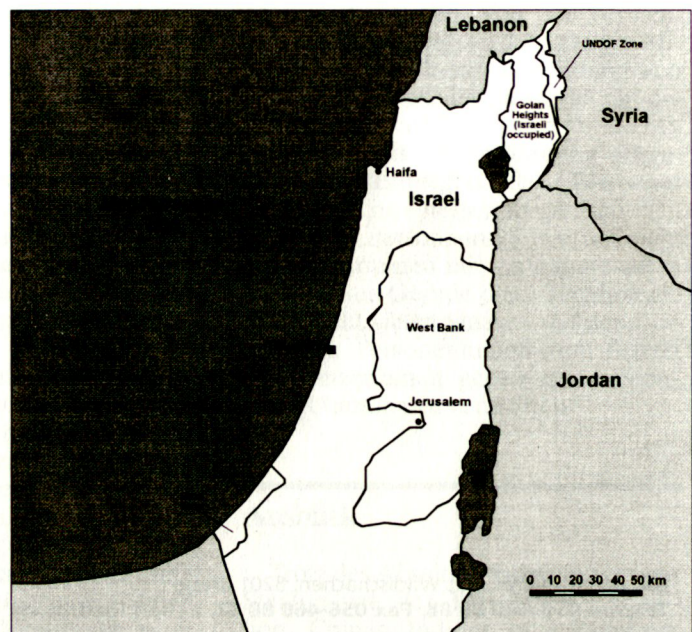 Lebanon
UNDOF Zone
Golan
Heights
(Israeli
occupied)
Syria
Haifa
Israel
West Bank
Jerusalem
Jordan
0 10 20 30 40 50 km